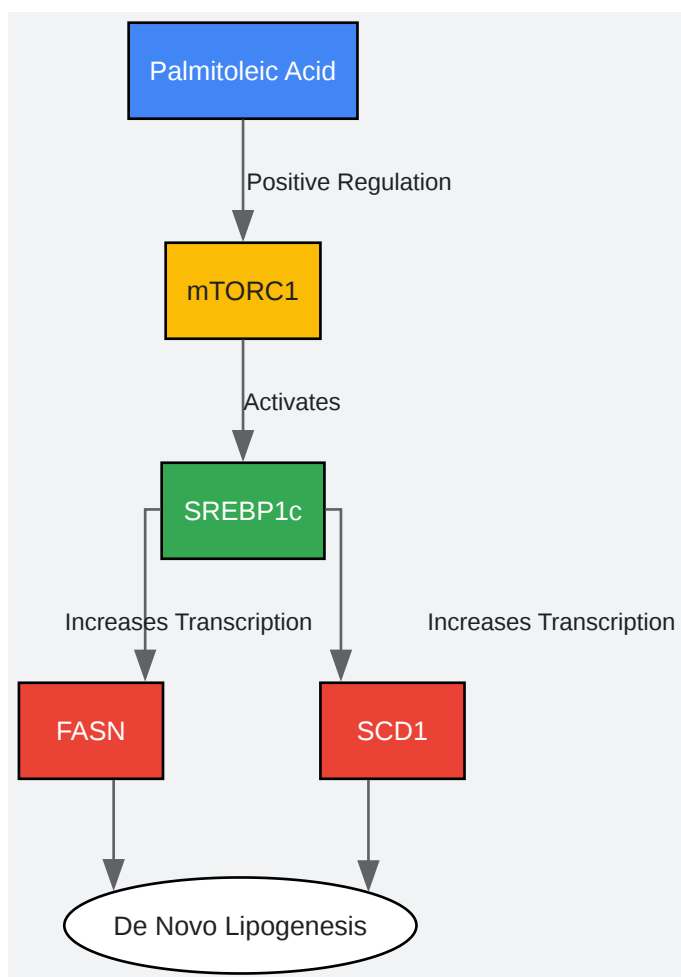 Palmitoleic Acid
Positive Regulation
mTORC1
Activates
SREBP1c
Increases Transcription
Increases Transcription
FASN
SCD1
De Novo Lipogenesis